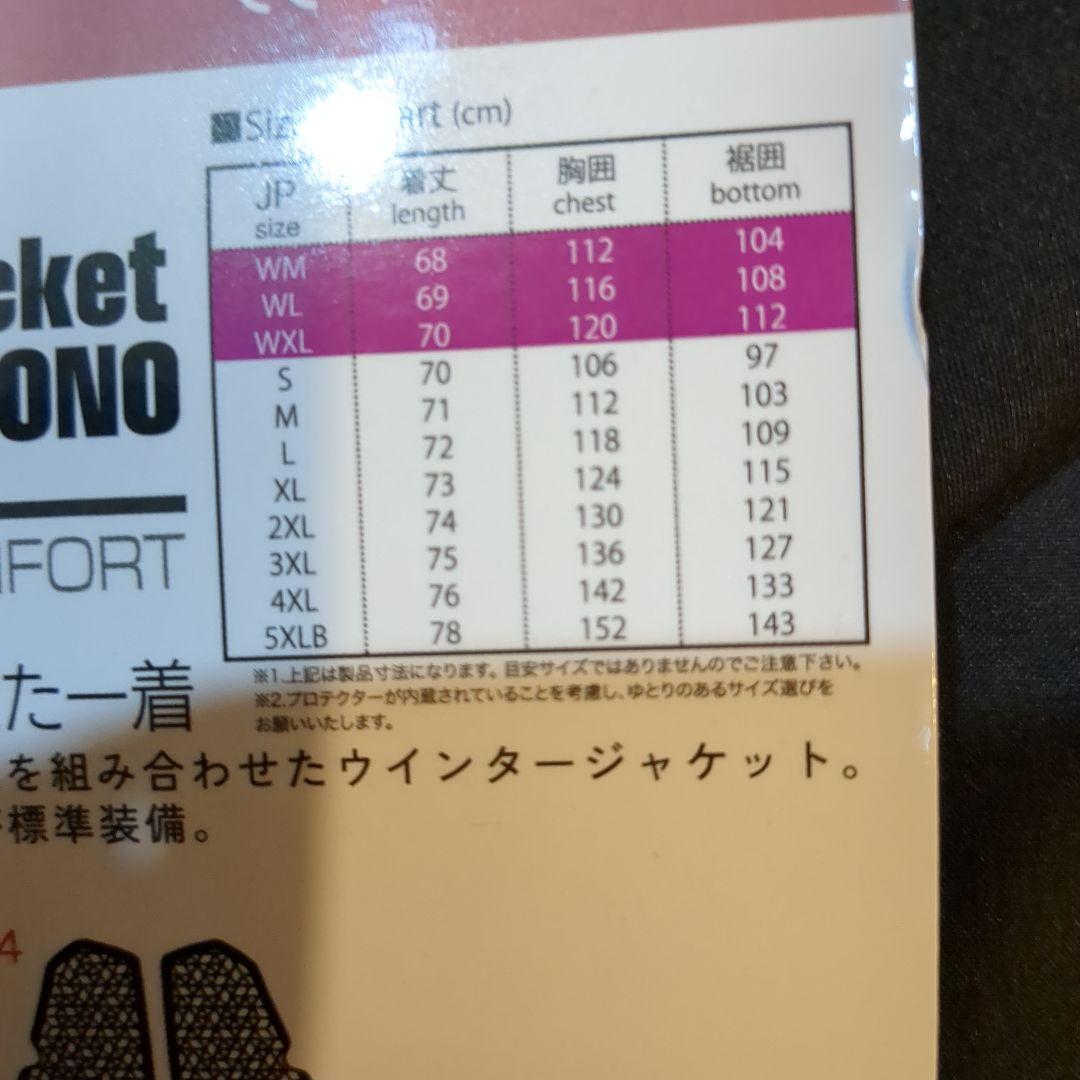 (cm)
JP size 着丈 length 胸囲 chest 裾囲 bottom
WM 68 112 104
WL 69 116 108
WXL 70 120 112
S 70 106 97
M 71 112 103
L 72 118 109
XL 73 124 115
2XL 74 130 121
3XL 75 136 127
4XL 76 142 133
5XLB 78 152 143
※1.上記は製品寸法になります。目安サイズではありませんのでご注意下さい。
※2.プロテクターが内蔵されていることを考慮し、ゆとりのあるサイズ選びを
お願いいたします。
cket
ONO
FORT
た一着
を組み合わせたウインタージャケット。
標準装備。
4